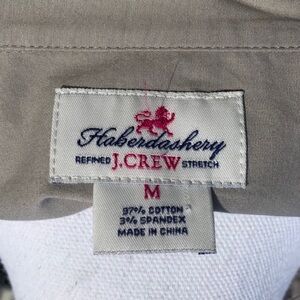 Haberdashery
REFINED J.CREW STRETCH
M
97% COTTON
3% SPANDEX
MADE IN CHINA